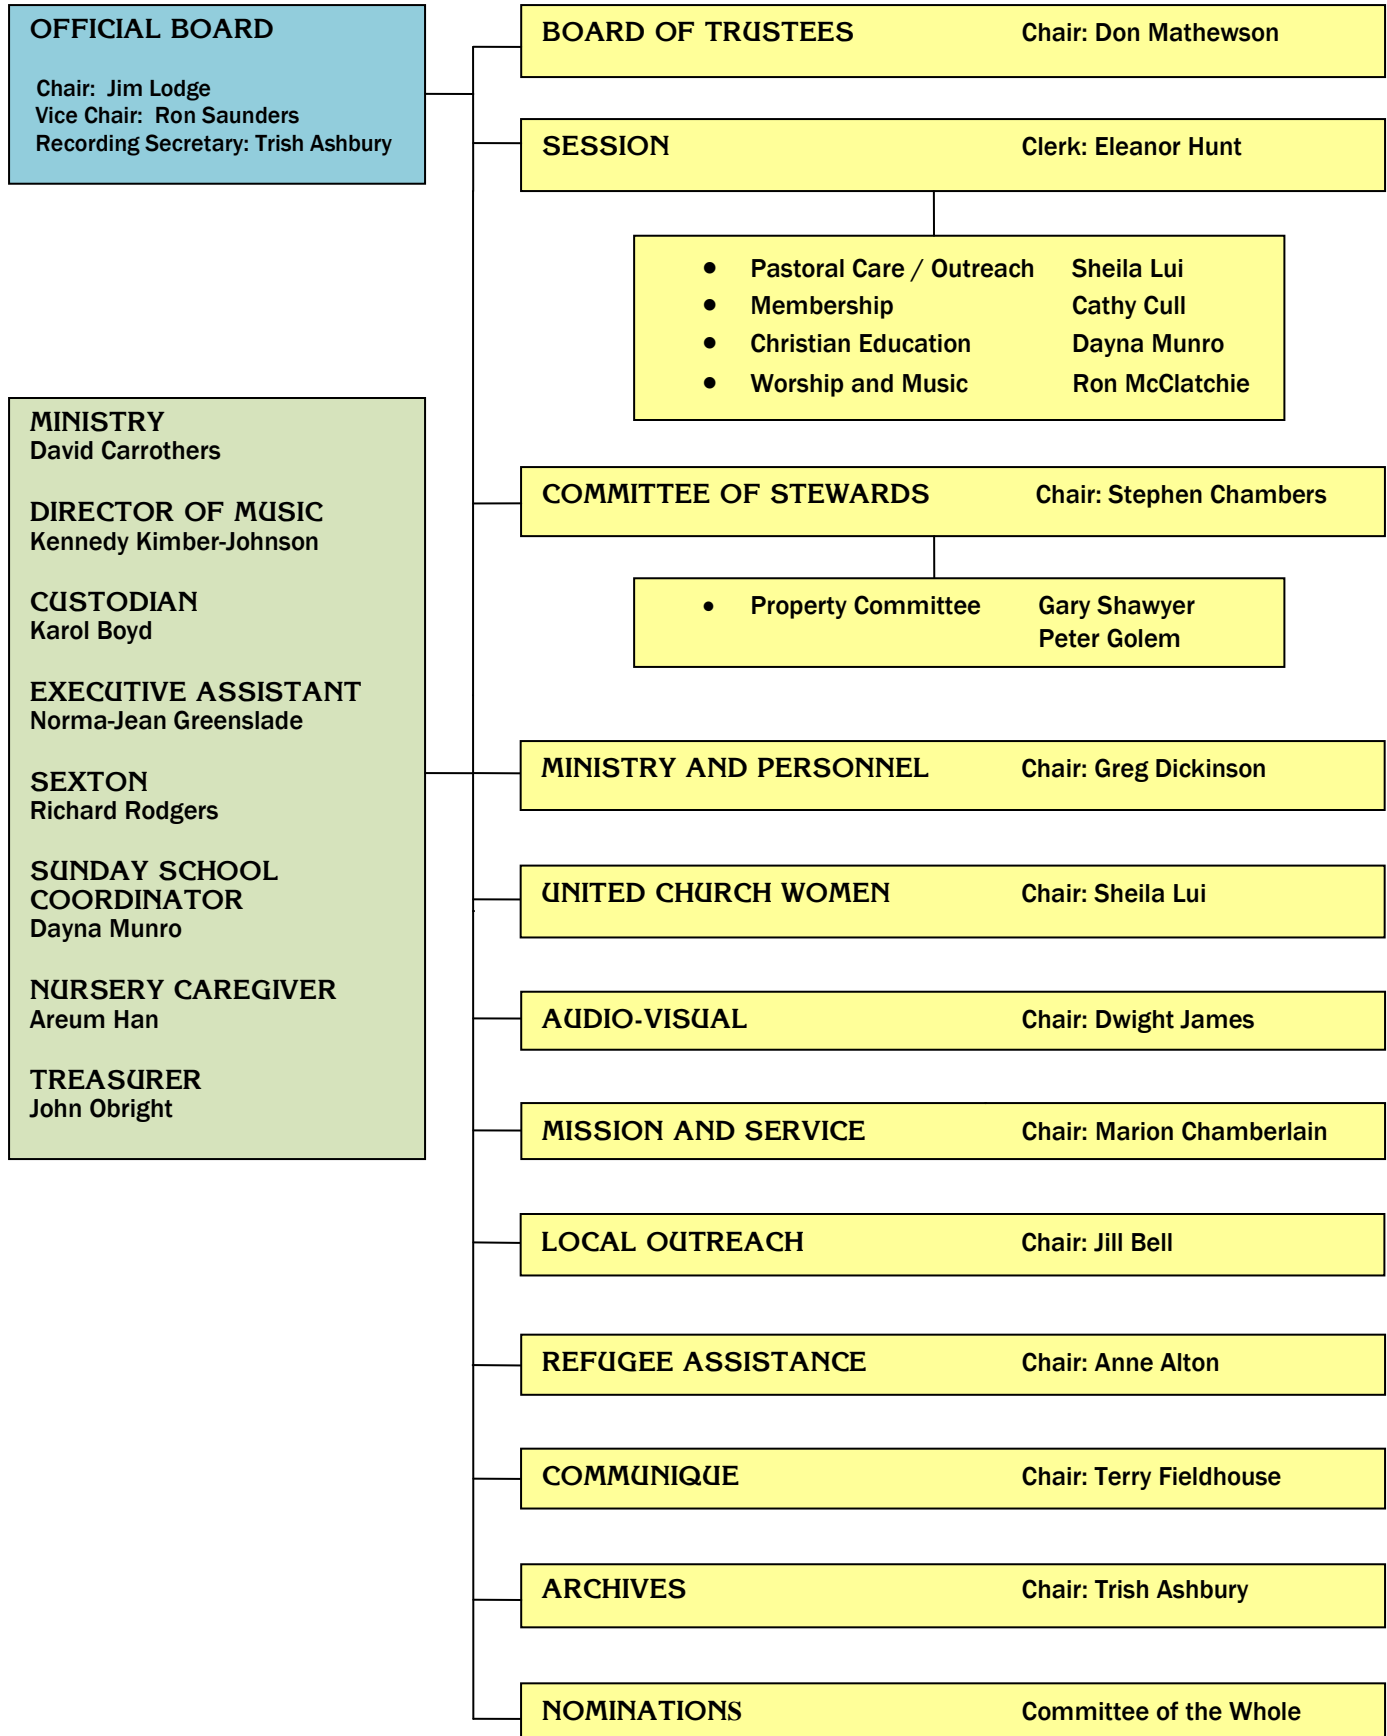 OFFICIAL BOARD
Chair: Jim Lodge
Vice Chair: Ron Saunders
Recording Secretary: Trish Ashbury
MINISTRY
David Carrothers
DIRECTOR OF MUSIC
Kennedy Kimber-Johnson
CUSTODIAN
Karol Boyd
EXECUTIVE ASSISTANT
Norma-Jean Greenslade
SEXTON
Richard Rodgers
SUNDAY SCHOOL
COORDINATOR
Dayna Munro
NURSERY CAREGIVER
Areum Han
TREASURER
John Obright
BOARD OF TRUSTEES Chair: Don Mathewson
SESSION Clerk: Eleanor Hunt
• Pastoral Care / Outreach Sheila Lui
• Membership Cathy Cull
• Christian Education Dayna Munro
• Worship and Music Ron McClatchie
COMMITTEE OF STEWARDS Chair: Stephen Chambers
• Property Committee Gary Shawyer
Peter Golem
MINISTRY AND PERSONNEL Chair: Greg Dickinson
UNITED CHURCH WOMEN Chair: Sheila Lui
AUDIO-VISUAL Chair: Dwight James
MISSION AND SERVICE Chair: Marion Chamberlain
LOCAL OUTREACH Chair: Jill Bell
REFUGEE ASSISTANCE Chair: Anne Alton
COMMUNIQUE Chair: Terry Fieldhouse
ARCHIVES Chair: Trish Ashbury
NOMINATIONS Committee of the Whole